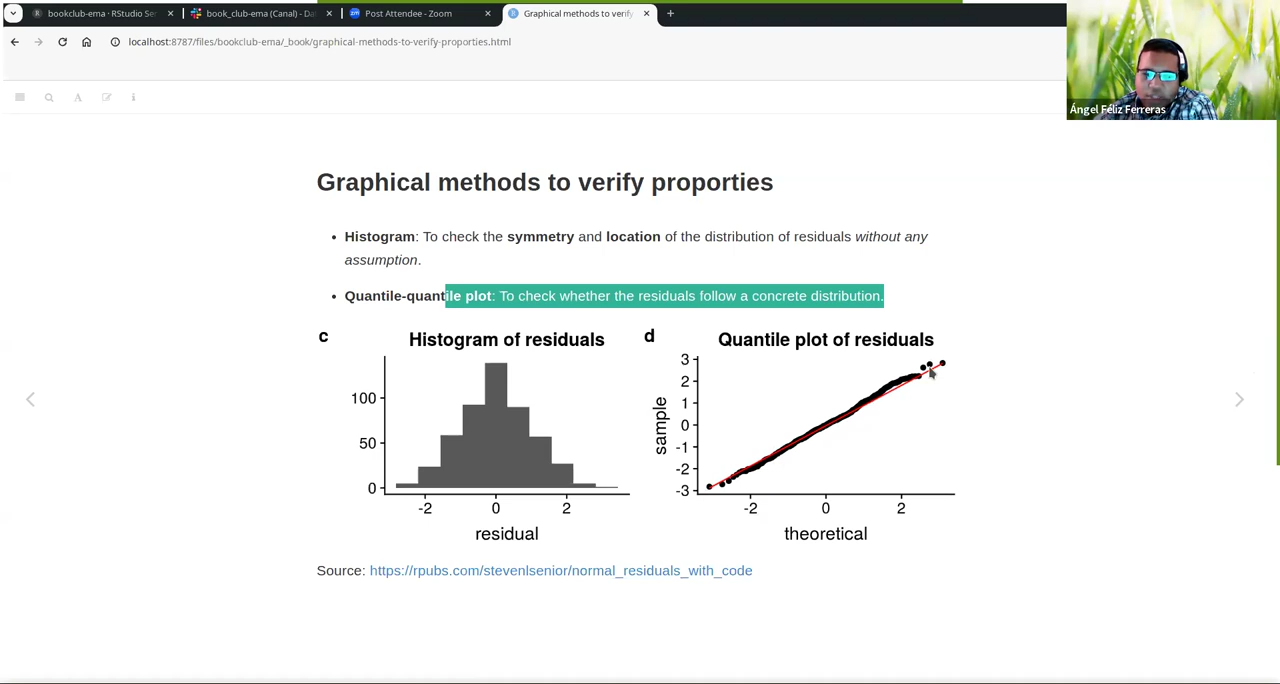 bookclub-ema · RStudio Ser
book_club-ema (Canal) - Da
zm Post Attendee - Zoom
Graphical methods to verify
localhost:8787/files/bookclub-ema/_book/graphical-methods-to-verify-proporties.html
Ángel Féliz Ferreras
Graphical methods to verify proporties
• Histogram: To check the symmetry and location of the distribution of residuals without any
assumption.
• Quantile-quantile plot: To check whether the residuals follow a concrete distribution.
c Histogram of residuals
100
50
0
-2 0 2
residual
d Quantile plot of residuals
3
2
1
0
-1
-2
-3
sample
-2 0 2
theoretical
Source: https://rpubs.com/stevenlsenior/normal_residuals_with_code